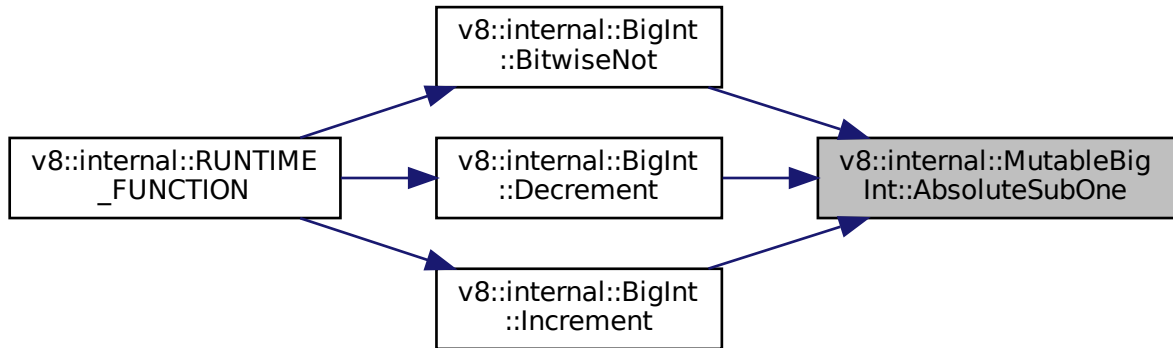 v8::internal::BigInt
::BitwiseNot
v8::internal::RUNTIME
_FUNCTION
v8::internal::BigInt
::Decrement
v8::internal::MutableBig
Int::AbsoluteSubOne
v8::internal::BigInt
::Increment